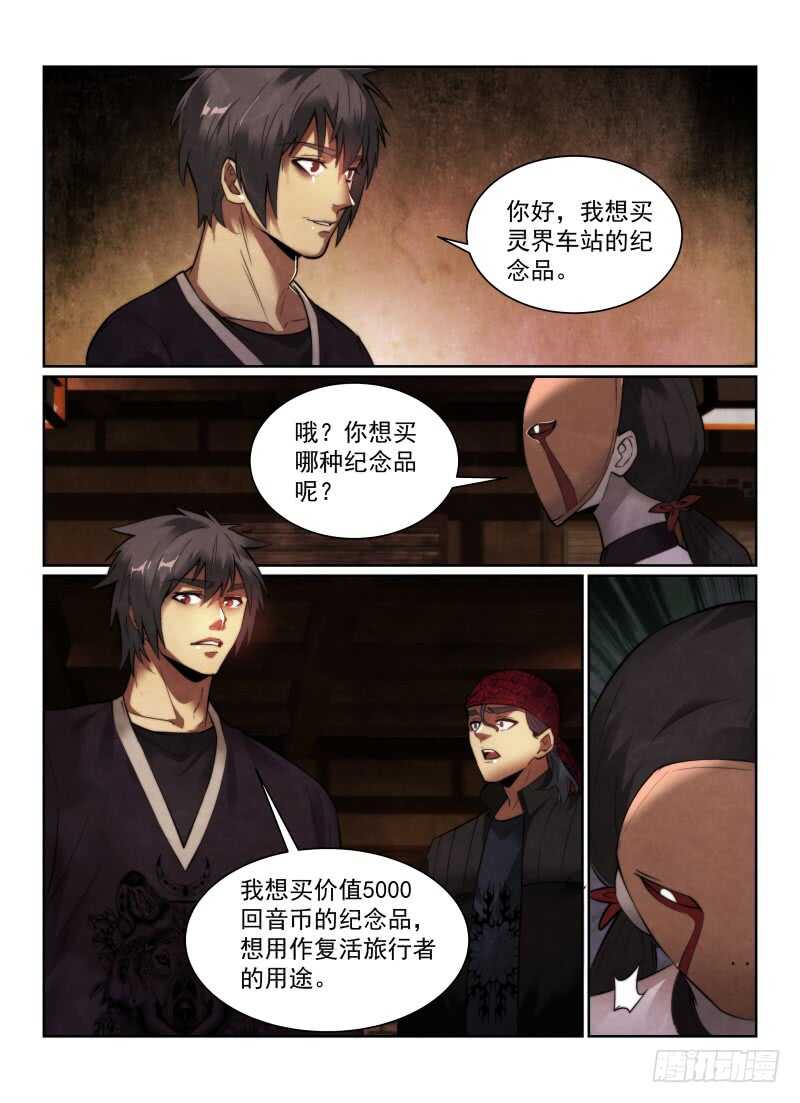 你好，我想买
灵界车站的纪
念品。
哦？你想买
哪种纪念品
呢？
我想买价值5000
回音币的纪念品，
想用作复活旅行者
的用途。
腾讯动漫